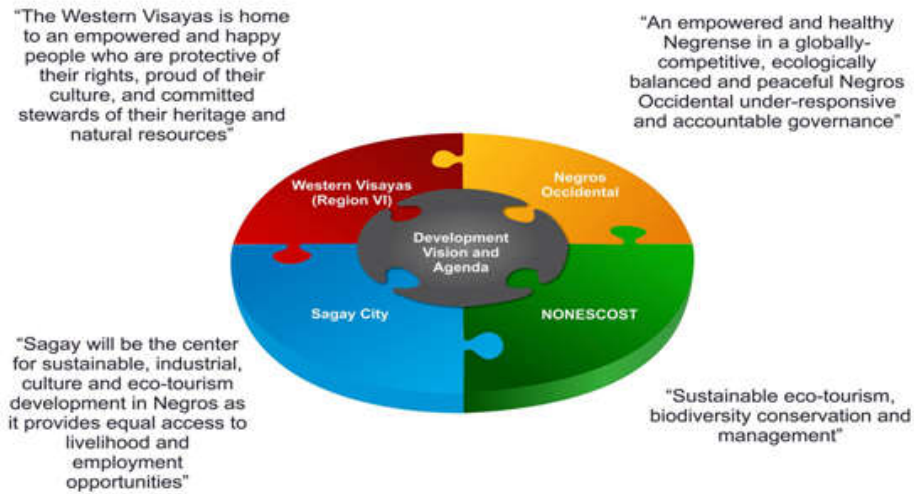 “The Western Visayas is home
to an empowered and happy
people who are protective of
their rights, proud of their
culture, and committed
stewards of their heritage and
natural resources”
“An empowered and healthy
Negrense in a globally-
competitive, ecologically
balanced and peaceful Negros
Occidental under-responsive
and accountable governance”
Western Visayas
(Region VI)
Negros
Occidental
Development
Vision and
Agenda
Sagay City
NONESCOST
“Sagay will be the center
for sustainable, industrial,
culture and eco-tourism
development in Negros as
it provides equal access to
livelihood and
employment
opportunities”
“Sustainable eco-tourism,
biodiversity conservation and
management”